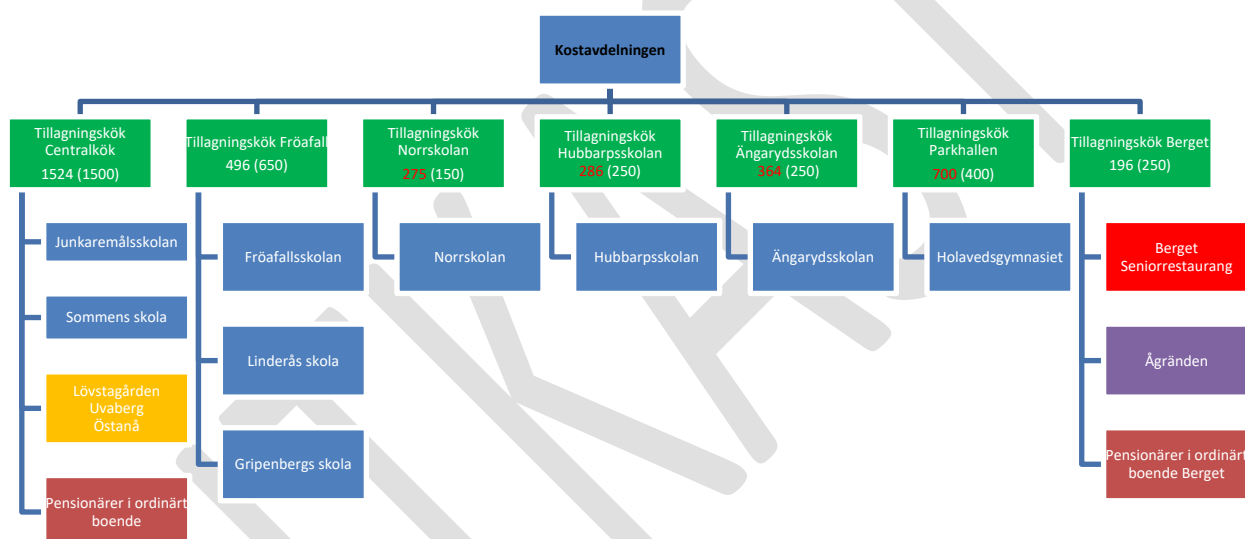 Kostavdelningen
Tillagningskök
Centralkök
1524 (1500)
Tillagningskök Fröafall
496 (650)
Tillagningskök
Norrskolan
275 (150)
Tillagningskök
Hubbarpsskolan
286 (250)
Tillagningskök
Ängarydsskolan
364 (250)
Tillagningskök
Parkhallen
700 (400)
Tillagningskök Berget
196 (250)
Junkaremålsskolan
Sommens skola
Lövstagården
Uvaberg
Östanå
Pensionärer i ordinärt
boende
Fröafallsskolan
Linderås skola
Gripenbergs skola
Norrskolan
Hubbarpsskolan
Ängarydsskolan
Holavedsgymnasiet
Berget
Seniorrestaurang
Ågränden
Pensionärer i ordinärt
boende Berget